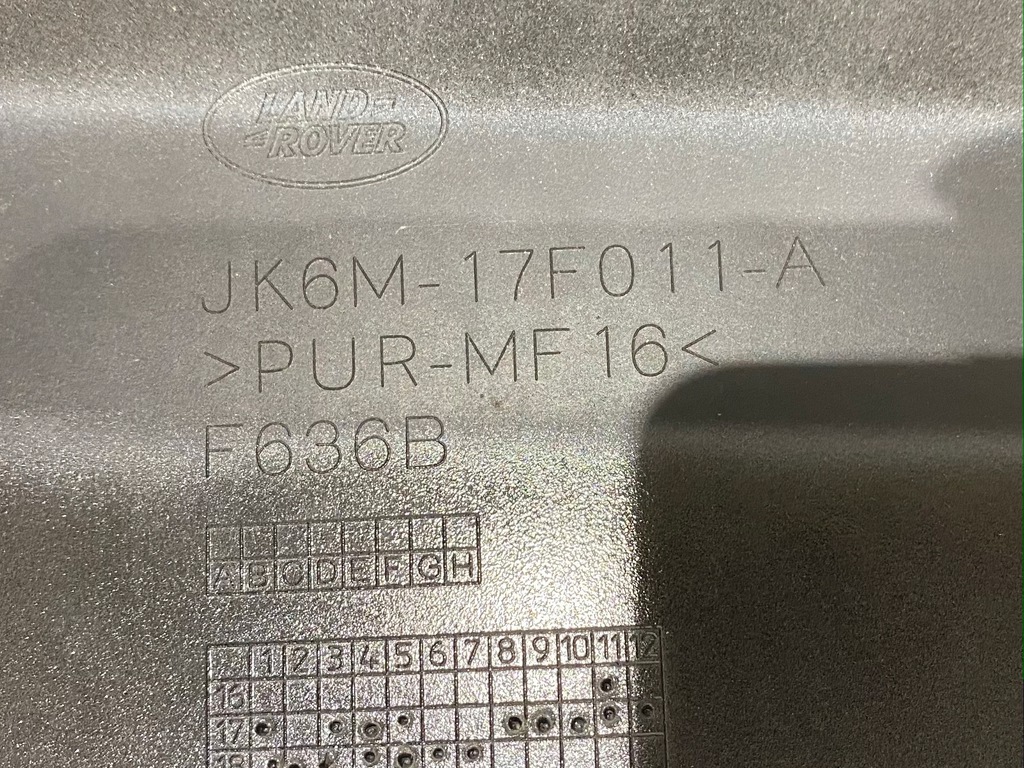 LAND
ROVER
JK6M-17F011-A
>PUR-MF16<
F636B
A B C D E F G H
1 2 3 4 5 6 7 8 9 10 11 12
16
17
18